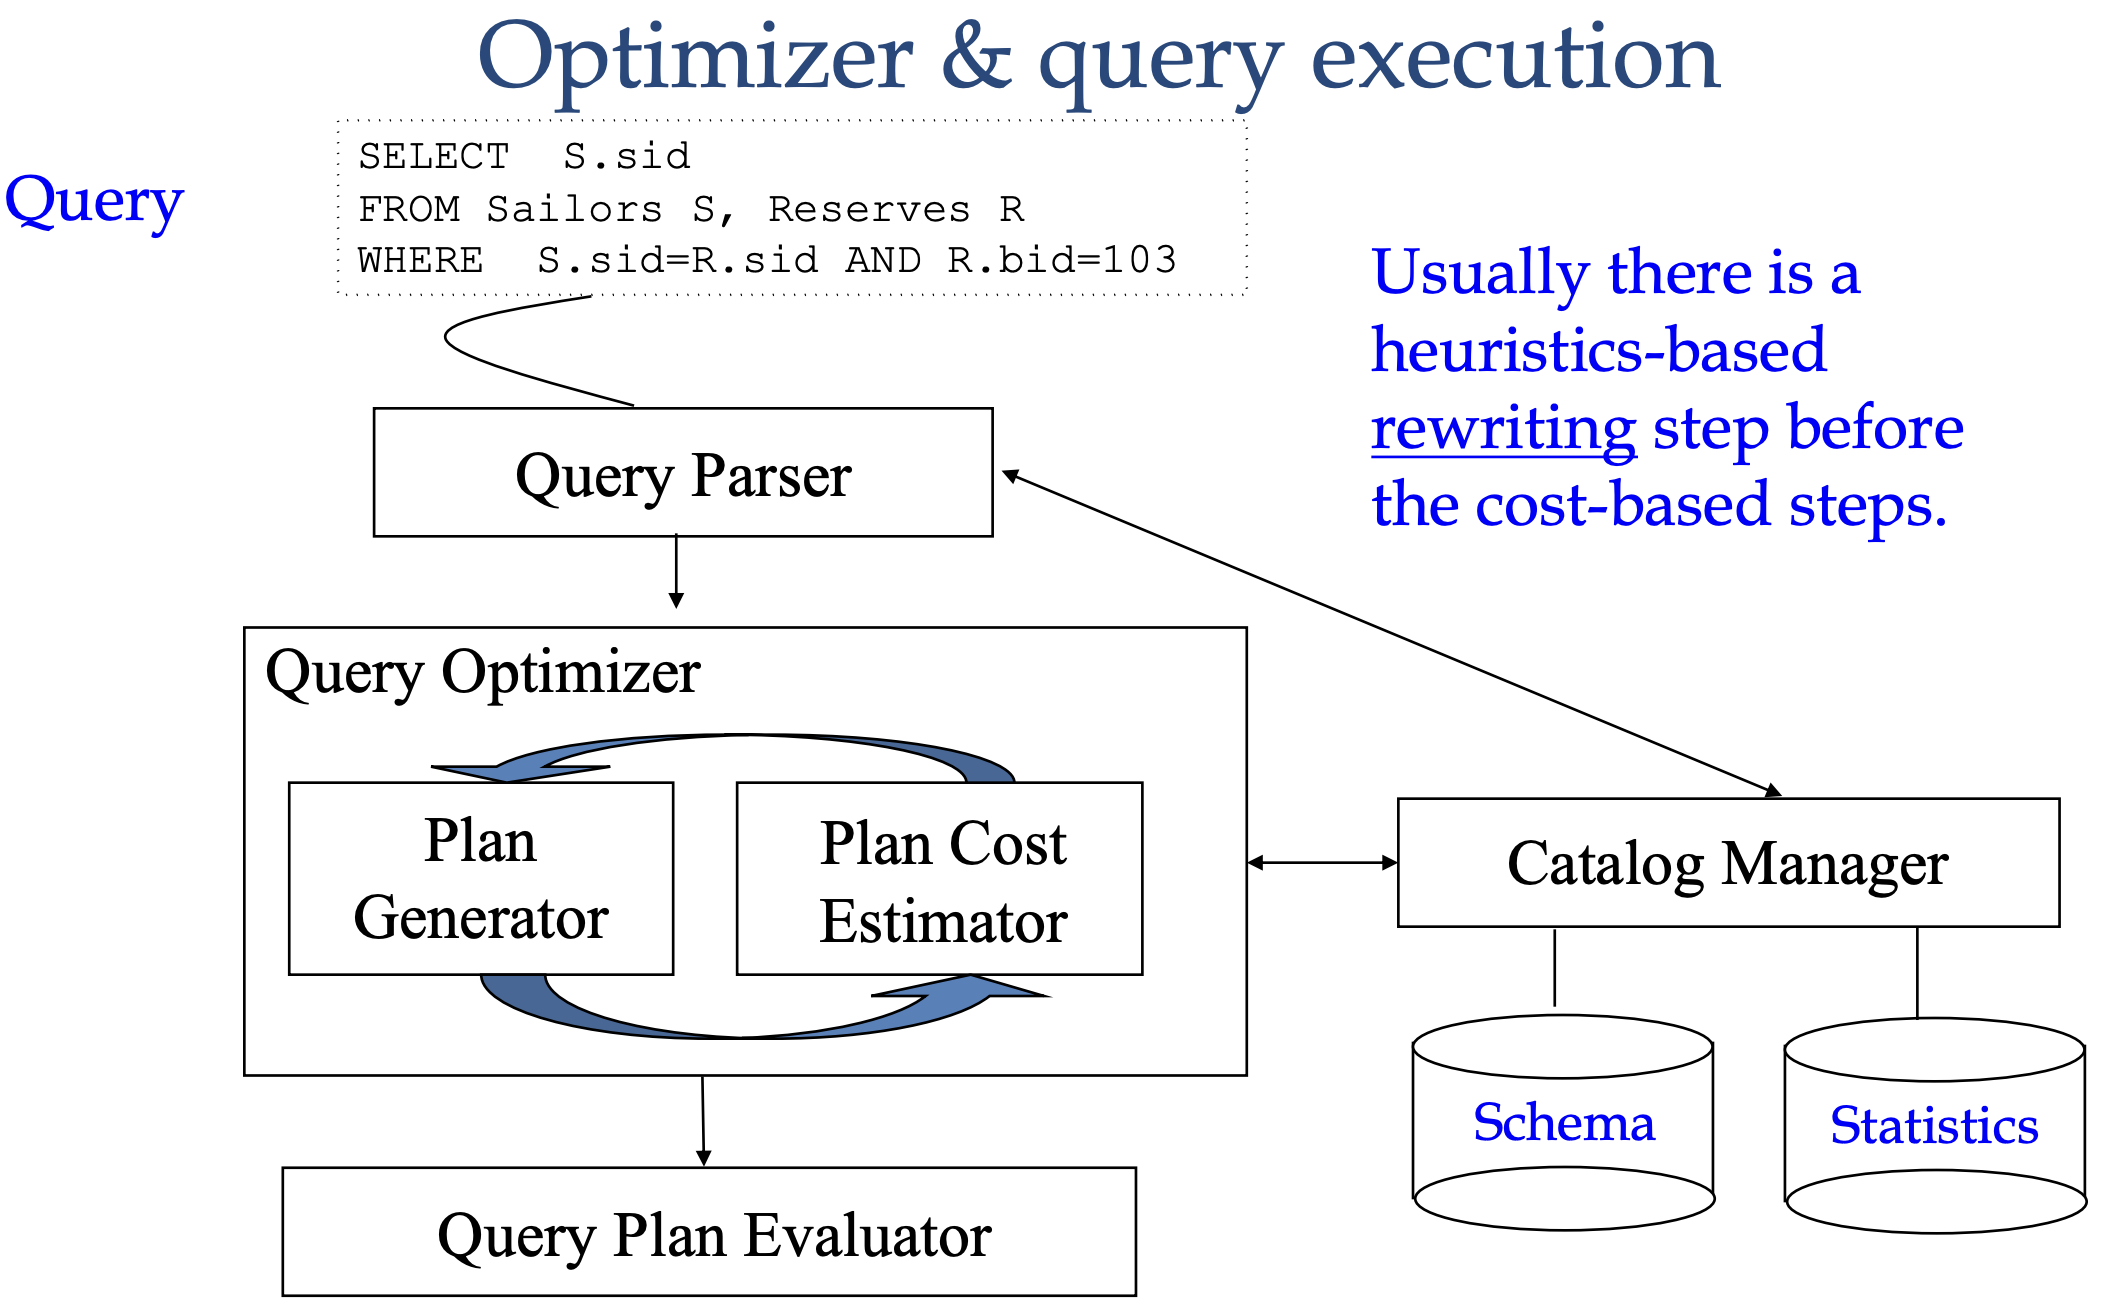 Optimizer & query execution
Query
SELECT  S.sid
FROM Sailors S, Reserves R
WHERE  S.sid=R.sid AND R.bid=103
Usually there is a
heuristics-based
rewriting step before
the cost-based steps.
Query Parser
Query Optimizer
Plan
Generator
Plan Cost
Estimator
Catalog Manager
Schema
Statistics
Query Plan Evaluator